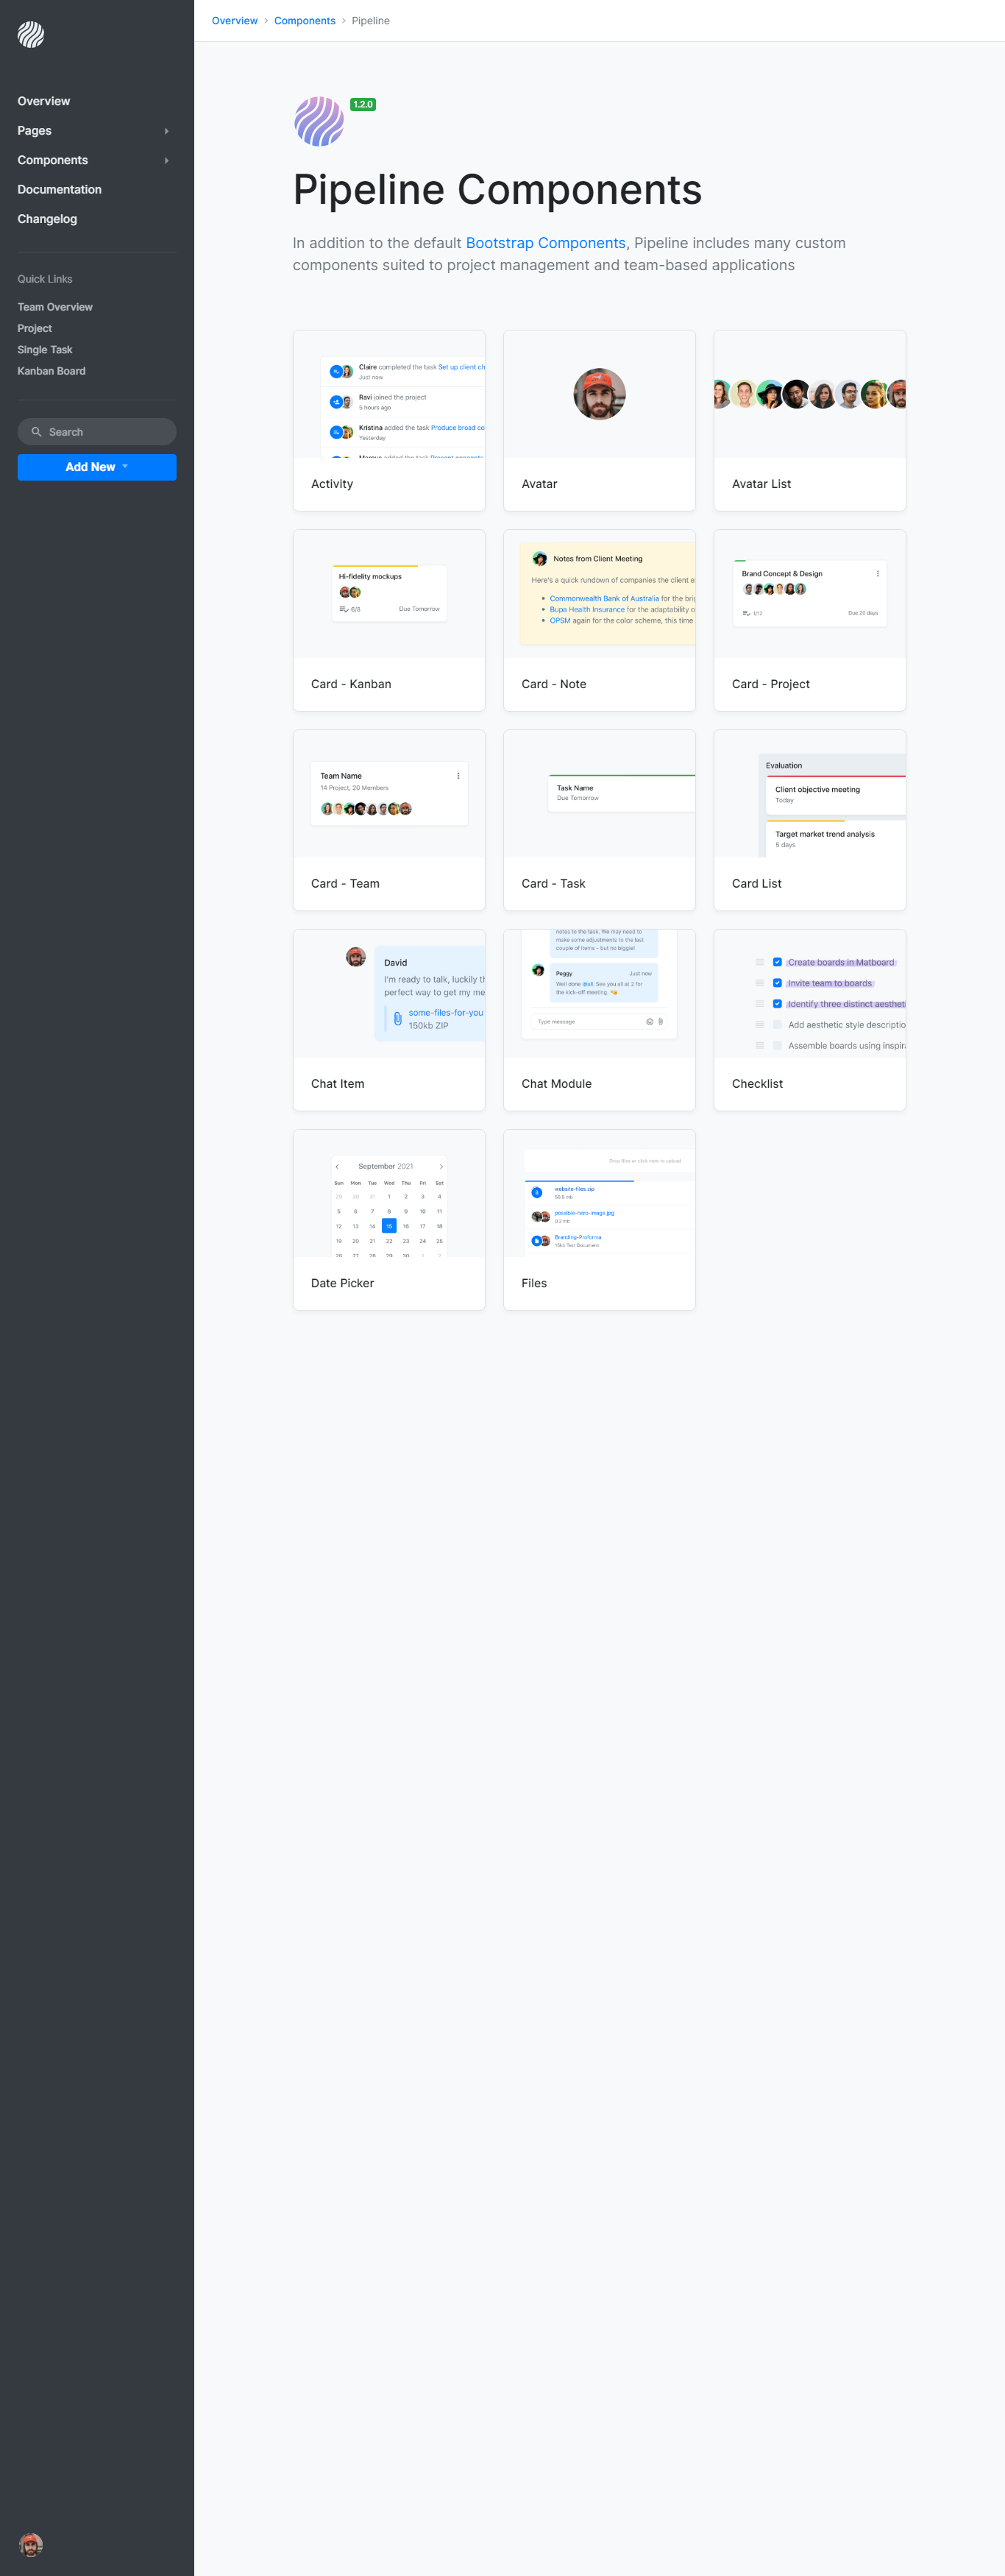 Overview
Pages
Components
Documentation
Changelog
Quick Links
Team Overview
Project
Single Task
Kanban Board
Search
Add New
Overview > Components > Pipeline
1.2.0
Pipeline Components
In addition to the default Bootstrap Components, Pipeline includes many custom
components suited to project management and team-based applications
Claire completed the task Set up client ch
Just now
Ravi joined the project
5 hours ago
Kristina added the task Produce broad co
Yesterday
Activity
Avatar
Avatar List
Hi-fidelity mockups
6/8
Due Tomorrow
Card - Kanban
Notes from Client Meeting
Here's a quick rundown of companies the client e
• Commonwealth Bank of Australia for the brig
• Bupa Health Insurance for the adaptability o
• OPSM again for the color scheme, this time
Card - Note
Brand Concept & Design
1/12
Due 20 days
Card - Project
Team Name
14 Project, 20 Members
Card - Team
Task Name
Due Tomorrow
Card - Task
Evaluation
Client objective meeting
Today
Target market trend analysis
5 days
Card List
David
I'm ready to talk, luckily th
perfect way to get my me
some-files-for-you
150kb ZIP
Chat Item
notes to the task. We may need to
make some adjustments to the last
couple of items - but no biggie!
Peggy
Just now
Well done @all. See you all at 2 for
the kick-off meeting.
Type message
Chat Module
Create boards in Matboard
Invite team to boards
Identify three distinct aestheti
Add aesthetic style descriptio
Assemble boards using inspira
Checklist
September 2021
Sun Mon Tue Wed Thu Fri Sat
29 30 31 1 2 3 4
5 6 7 8 9 10 11
12 13 14 15 16 17 18
19 20 21 22 23 24 25
26 27 28 29 30 1 2
Date Picker
Drop files or click here to upload
website-files.zip
possible-hero-image.jpg
Branding-Proforma
Files